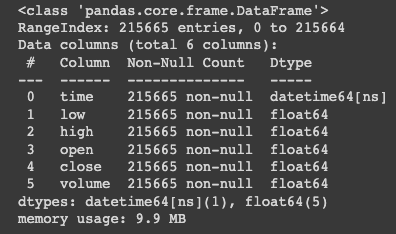 <class 'pandas.core.frame.DataFrame'>
RangeIndex: 215665 entries, 0 to 215664
Data columns (total 6 columns):
 #   Column  Non-Null Count   Dtype
---  ------  --------------   -----
 0   time    215665 non-null  datetime64[ns]
 1   low     215665 non-null  float64
 2   high    215665 non-null  float64
 3   open    215665 non-null  float64
 4   close   215665 non-null  float64
 5   volume  215665 non-null  float64
dtypes: datetime64[ns](1), float64(5)
memory usage: 9.9 MB